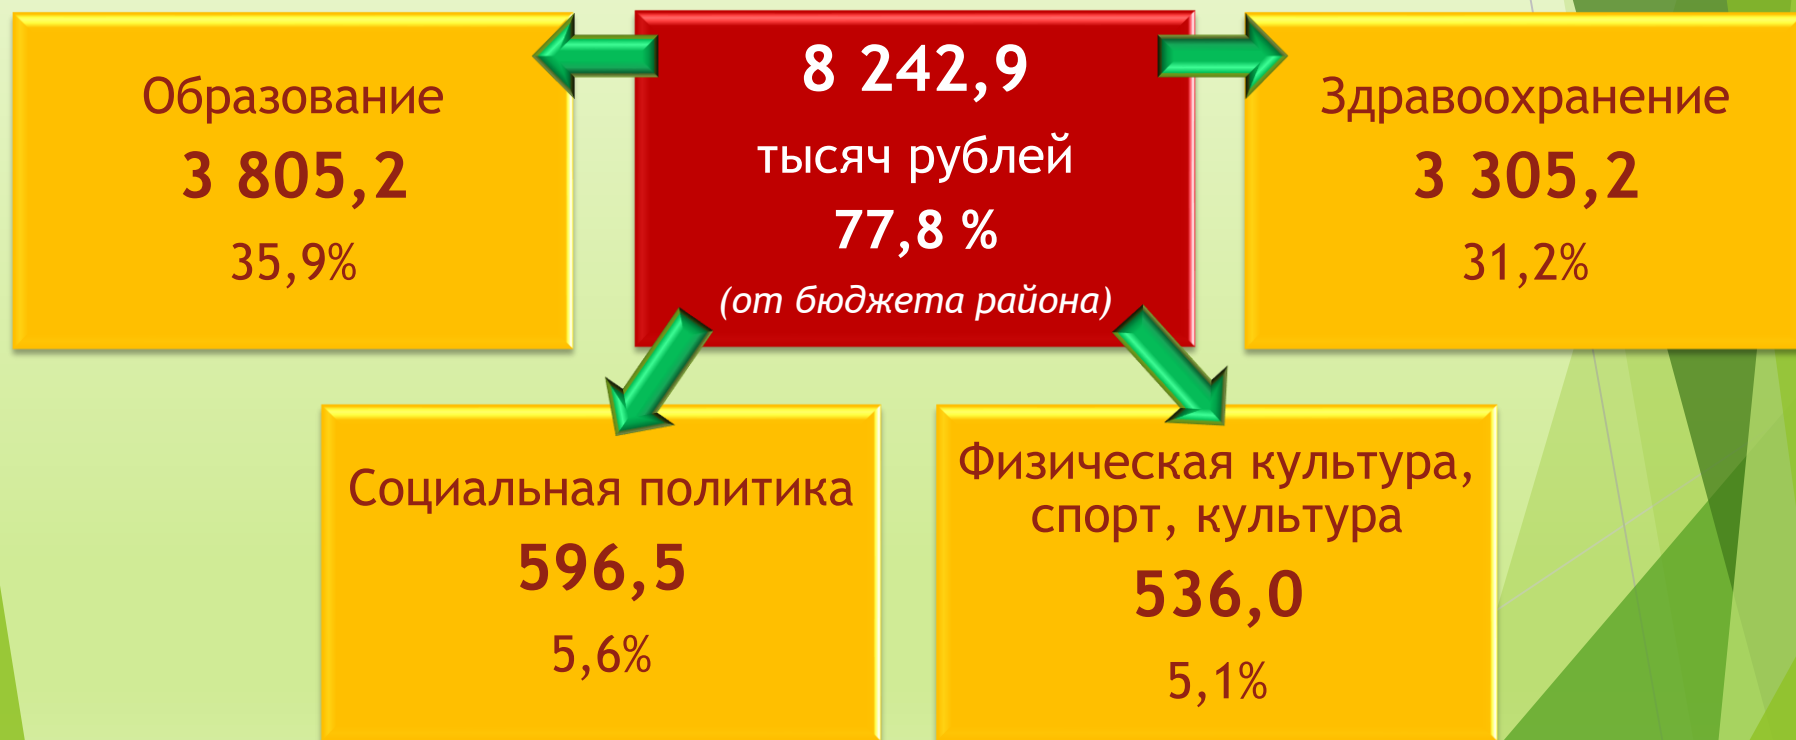 Образование
3 805,2
35,9%
8 242,9
тысяч рублей
77,8 %
(от бюджета района)
Здравоохранение
3 305,2
31,2%
Социальная политика
596,5
5,6%
Физическая культура,
спорт, культура
536,0
5,1%